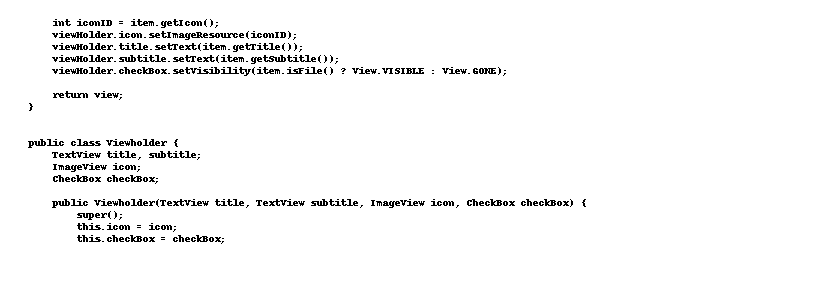 int iconID = item.getIcon();
viewHolder.icon.setImageResource(iconID);
viewHolder.title.setText(item.getTitle());
viewHolder.subtitle.setText(item.getSubtitle());
viewHolder.checkBox.setVisibility(item.isFile() ? View.VISIBLE : View.GONE);
return view;
}
public class Viewholder {
TextView title, subtitle;
ImageView icon;
CheckBox checkBox;
public Viewholder(TextView title, TextView subtitle, ImageView icon, CheckBox checkBox) {
super();
this.icon = icon;
this.checkBox = checkBox;